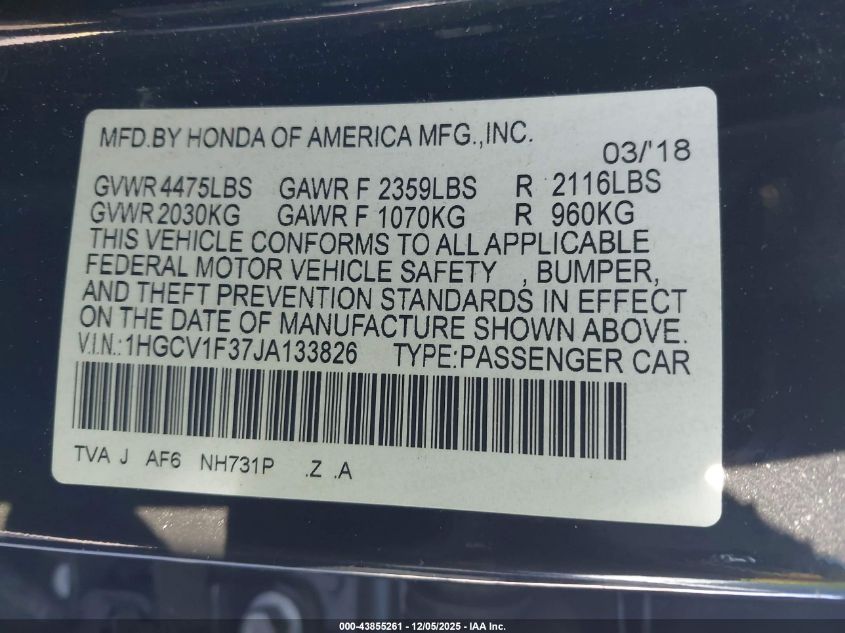 MFD.BY HONDA OF AMERICA MFG.,INC.
03/'18
GVWR 4475LBS GAWR F 2359LBS R 2116LBS
GVWR 2030KG GAWR F 1070KG R 960KG
THIS VEHICLE CONFORMS TO ALL APPLICABLE
FEDERAL MOTOR VEHICLE SAFETY , BUMPER,
AND THEFT PREVENTION STANDARDS IN EFFECT
ON THE DATE OF MANUFACTURE SHOWN ABOVE.
V.I.N.:1HGCV1F37JA133826 TYPE:PASSENGER CAR
TVA J AF6 NH731P .Z .A
000-43855261 - 12/05/2025 - IAA Inc.